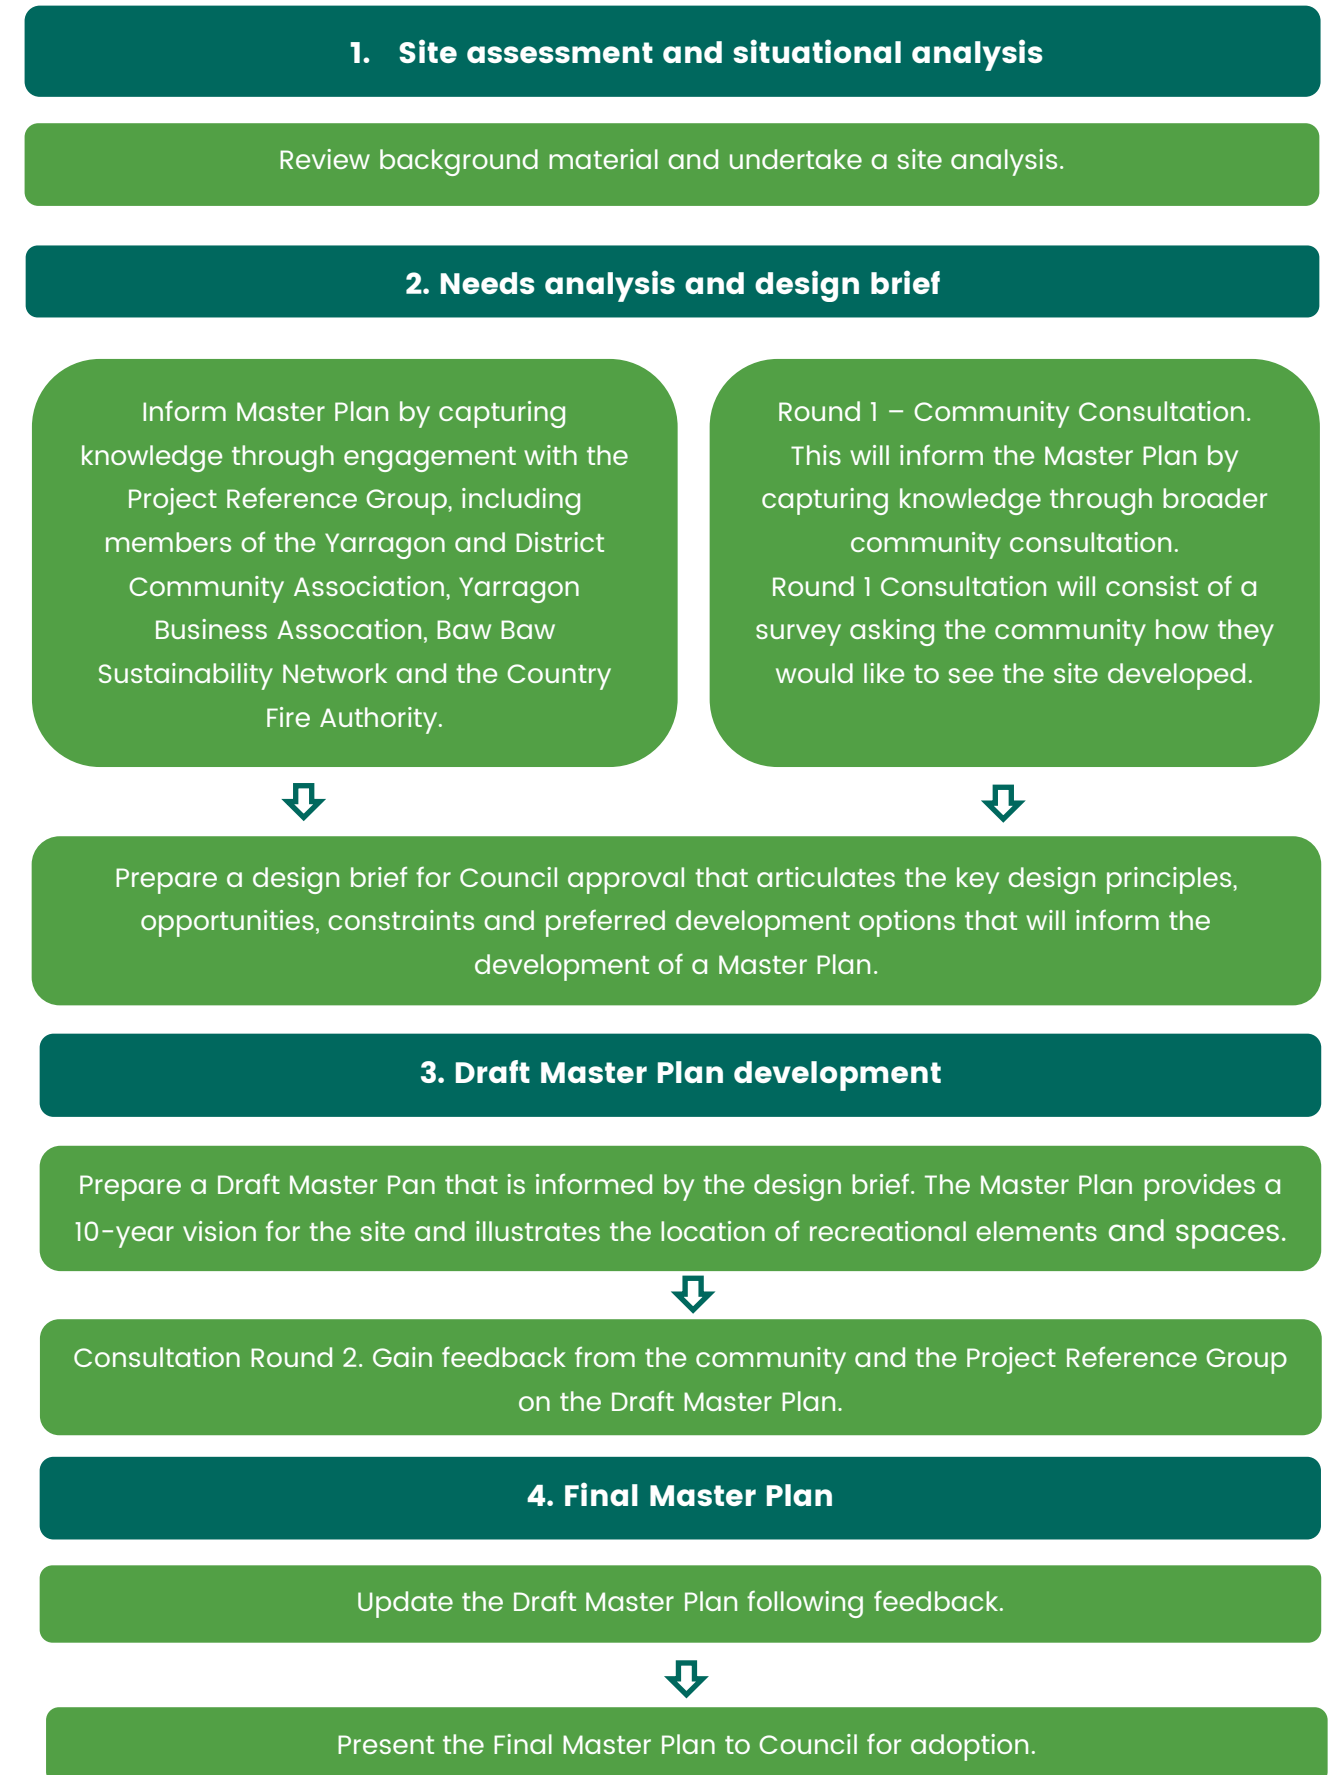 1. Site assessment and situational analysis
Review background material and undertake a site analysis.
2. Needs analysis and design brief
Inform Master Plan by capturing
knowledge through engagement with the
Project Reference Group, including
members of the Yarragon and District
Community Association, Yarragon
Business Assocation, Baw Baw
Sustainability Network and the Country
Fire Authority.
Round 1 – Community Consultation.
This will inform the Master Plan by
capturing knowledge through broader
community consultation.
Round 1 Consultation will consist of a
survey asking the community how they
would like to see the site developed.
Prepare a design brief for Council approval that articulates the key design principles,
opportunities, constraints and preferred development options that will inform the
development of a Master Plan.
3. Draft Master Plan development
Prepare a Draft Master Pan that is informed by the design brief. The Master Plan provides a
10-year vision for the site and illustrates the location of recreational elements and spaces.
Consultation Round 2. Gain feedback from the community and the Project Reference Group
on the Draft Master Plan.
4. Final Master Plan
Update the Draft Master Plan following feedback.
Present the Final Master Plan to Council for adoption.